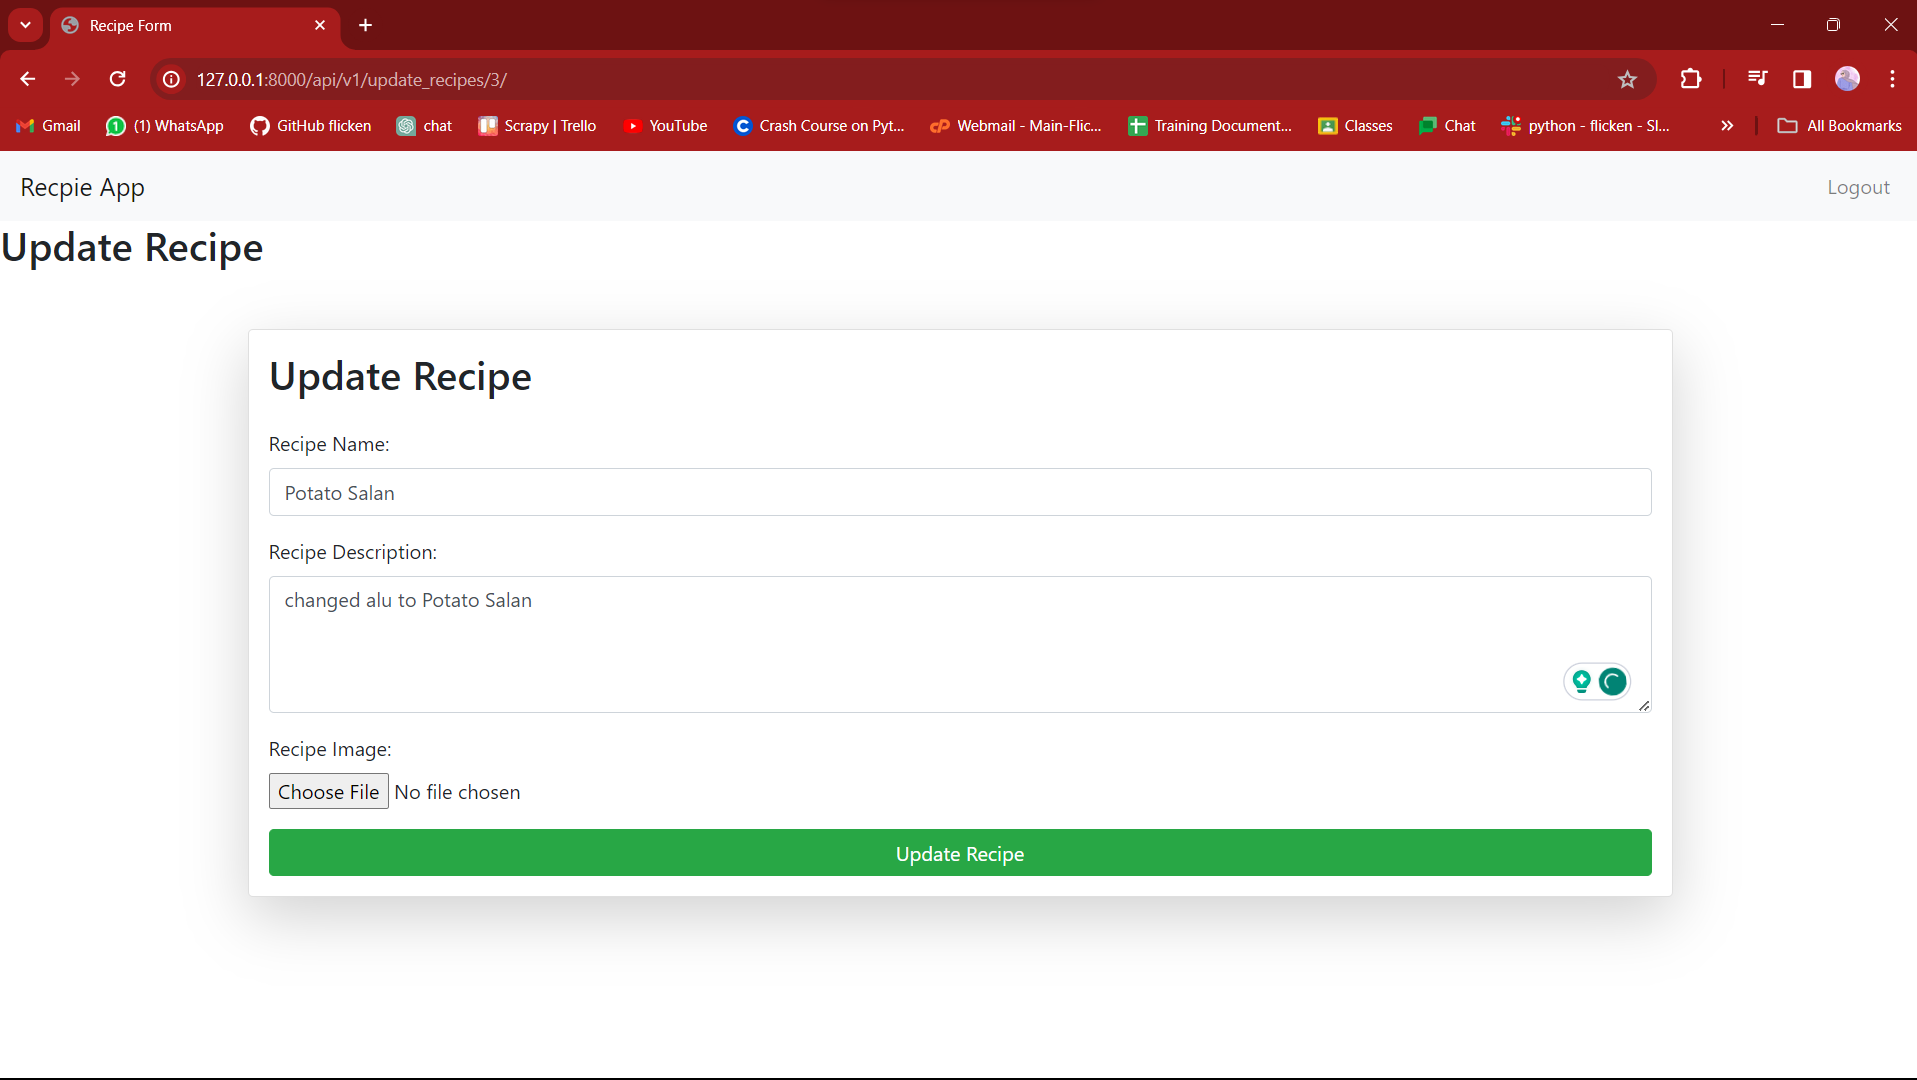 Recipe Form
127.0.0.1:8000/api/v1/update_recipes/3/
Gmail (1) WhatsApp GitHub flicken chat Scrapy | Trello YouTube Crash Course on Pyt... Webmail - Main-Flic... Training Document... Classes Chat python - flicken - Sl... All Bookmarks
Recpie App Logout
Update Recipe
Update Recipe
Recipe Name:
Potato Salan
Recipe Description:
changed alu to Potato Salan
Recipe Image:
Choose File No file chosen
Update Recipe